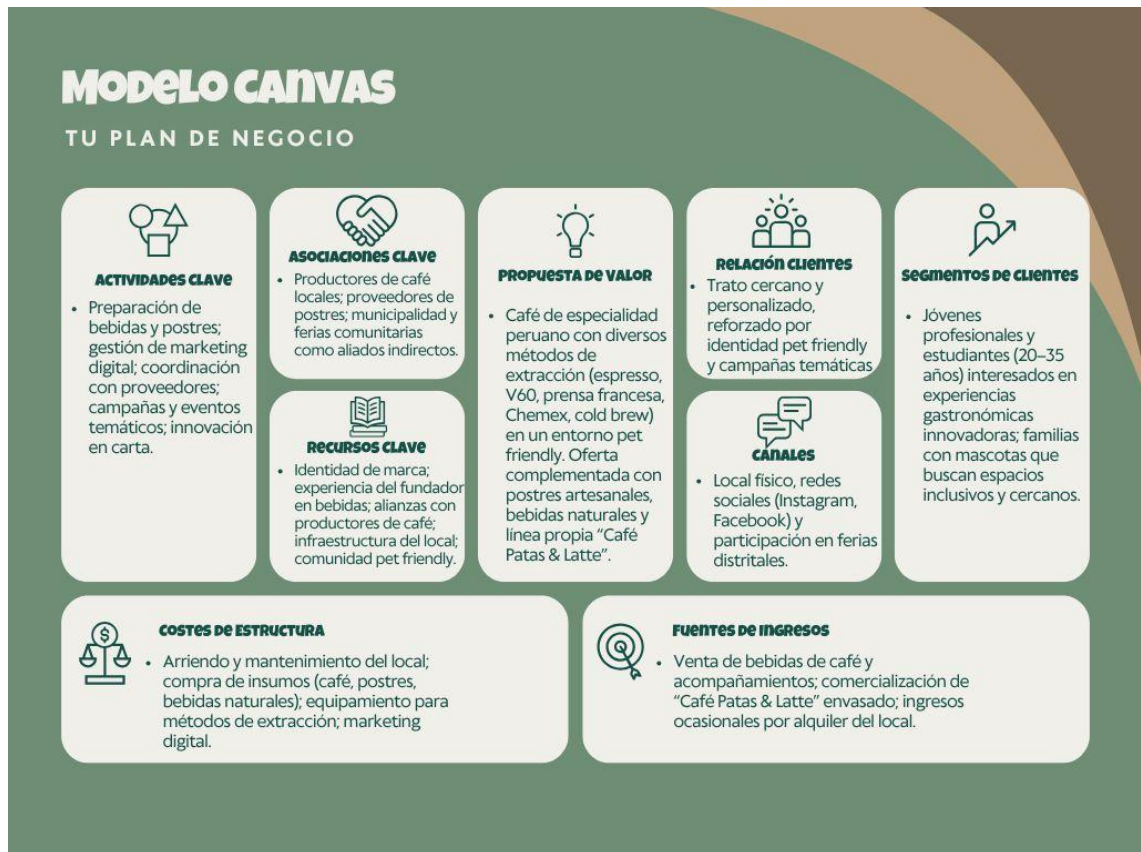 MODELO CANVAS
TU PLAN DE NEGOCIO
ACTIVIDADES CLAVE
• Preparación de
bebidas y postres;
gestión de marketing
digital; coordinación
con proveedores;
campañas y eventos
temáticos; innovación
en carta.
ASOCIACIONES CLAVE
• Productores de café
locales; proveedores de
postres; municipalidad y
ferias comunitarias
como aliados indirectos.
RECURSOS CLAVE
• Identidad de marca;
experiencia del fundador
en bebidas; alianzas con
productores de café;
infraestructura del local;
comunidad pet friendly.
PROPUESTA DE VALOR
• Café de especialidad
peruano con diversos
métodos de
extracción (espresso,
V60, prensa francesa,
Chemex, cold brew)
en un entorno pet
friendly. Oferta
complementada con
postres artesanales,
bebidas naturales y
línea propia “Café
Patas & Latte”.
RELACIÓN CLIENTES
• Trato cercano y
personalizado,
reforzado por
identidad pet friendly
y campañas temáticas
CANALES
• Local físico, redes
sociales (Instagram,
Facebook) y
participación en ferias
distritales.
SEGMENTOS DE CLIENTES
• Jóvenes
profesionales y
estudiantes (20–35
años) interesados en
experiencias
gastronómicas
innovadoras; familias
con mascotas que
buscan espacios
inclusivos y cercanos.
$
COSTES DE ESTRUCTURA
• Arriendo y mantenimiento del local;
compra de insumos (café, postres,
bebidas naturales); equipamiento para
métodos de extracción; marketing
digital.
FUENTES DE INGRESOS
• Venta de bebidas de café y
acompañamientos; comercialización de
“Café Patas & Latte” envasado; ingresos
ocasionales por alquiler del local.